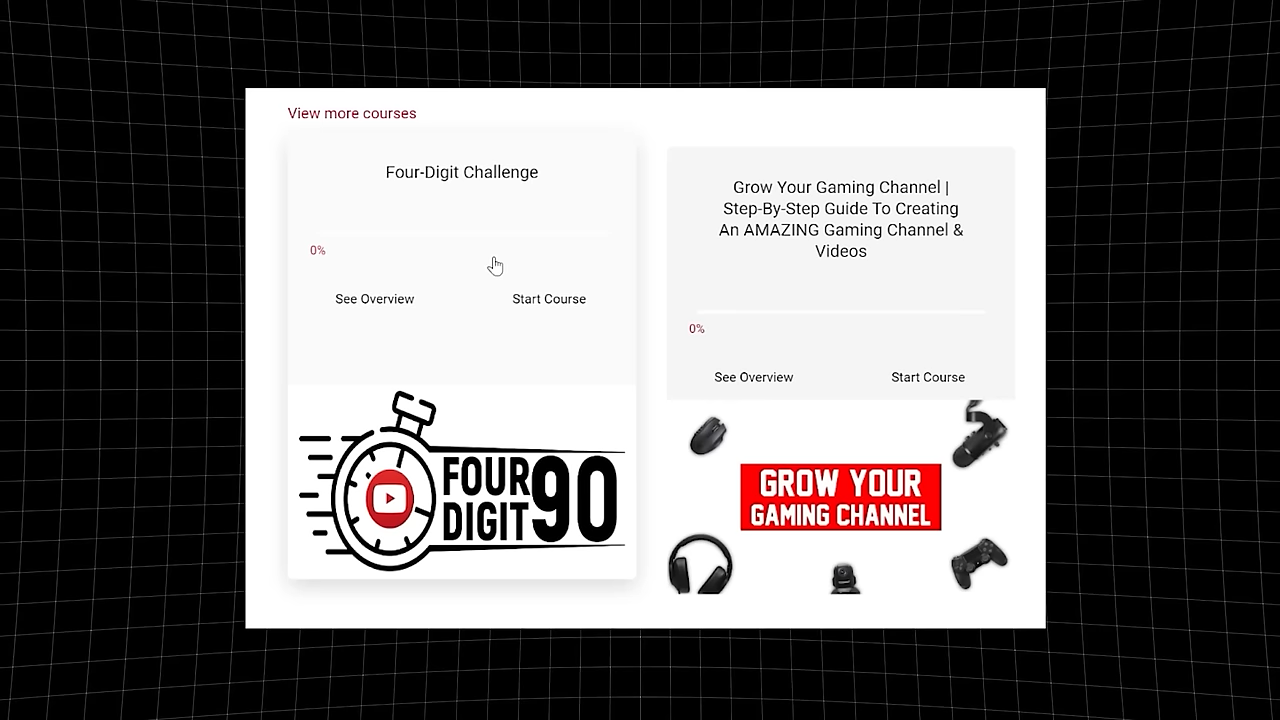 View more courses
Four-Digit Challenge
0%
See Overview
Start Course
FOUR
DIGIT
90
Grow Your Gaming Channel |
Step-By-Step Guide To Creating
An AMAZING Gaming Channel &
Videos
0%
See Overview
Start Course
GROW YOUR
GAMING CHANNEL